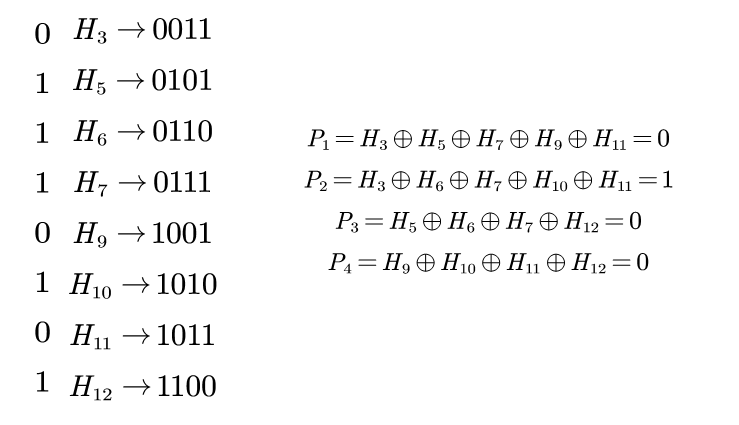 0 H₃ → 0011
1 H₅ → 0101
1 H₆ → 0110
1 H₇ → 0111
0 H₉ → 1001
1 H₁₀ → 1010
0 H₁₁ → 1011
1 H₁₂ → 1100
P₁ = H₃ ⊕ H₅ ⊕ H₇ ⊕ H₉ ⊕ H₁₁ = 0
P₂ = H₃ ⊕ H₆ ⊕ H₇ ⊕ H₁₀ ⊕ H₁₁ = 1
P₃ = H₅ ⊕ H₆ ⊕ H₇ ⊕ H₁₂ = 0
P₄ = H₉ ⊕ H₁₀ ⊕ H₁₁ ⊕ H₁₂ = 0